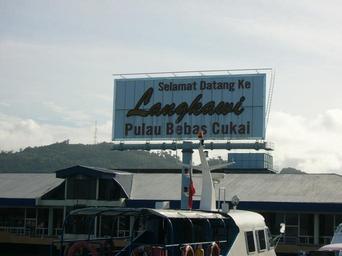 Selamat Datang Ke
Langkawi
Pulau Bebas Cukai